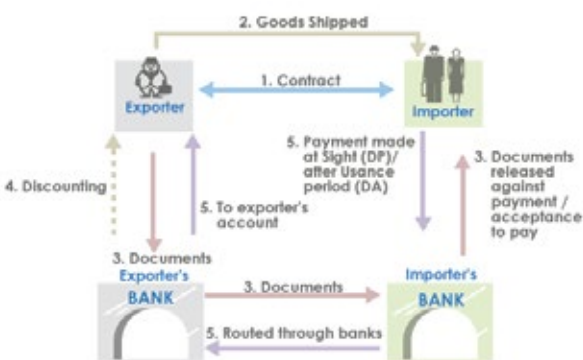 2. Goods Shipped
Exporter
1. Contract
Importer
4. Discounting
5. To exporter's
account
5. Payment made
at Sight (DP)/
after Usance
period (DA)
3. Documents
released
against
payment /
acceptance
to pay
3. Documents
Exporter's
BANK
3. Documents
Importer's
BANK
5. Routed through banks